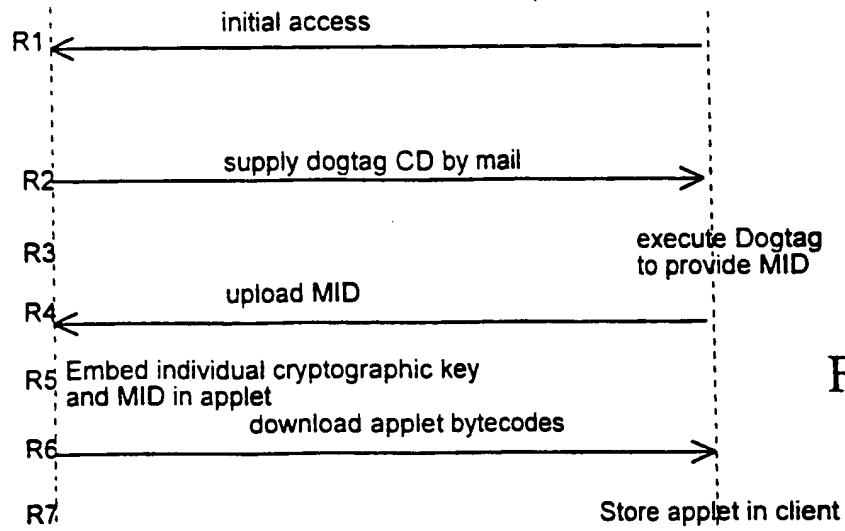 initial access
R1
supply dogtag CD by mail
R2
execute Dogtag
R3
to provide MID
upload MID
R4
Embed individual cryptographic key
R5
and MID in applet
F
download applet bytecodes
R6
R7
Store applet in client